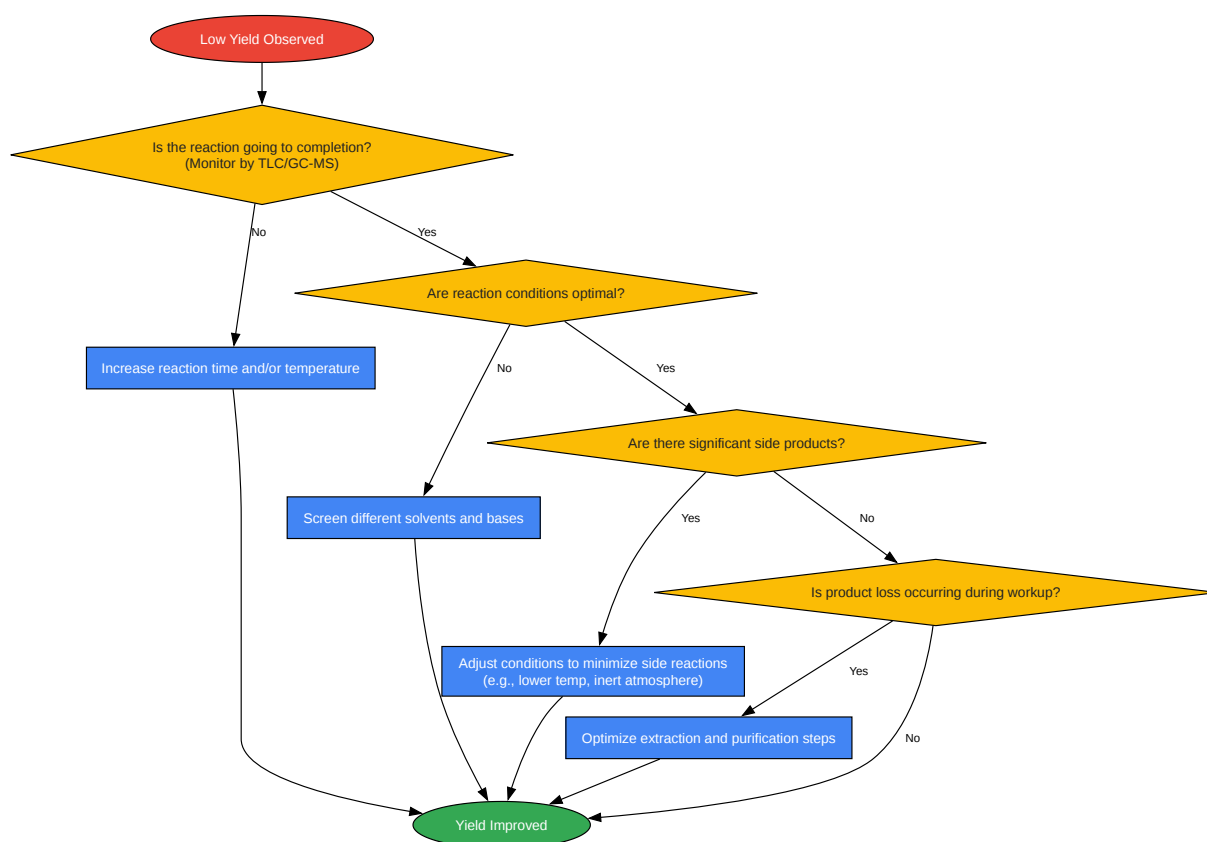 Low Yield Observed
Is the reaction going to completion?
(Monitor by TLC/GC-MS)
No
Yes
Are reaction conditions optimal?
Increase reaction time and/or temperature
No
Yes
Are there significant side products?
Screen different solvents and bases
Yes
No
Is product loss occurring during workup?
Adjust conditions to minimize side reactions
(e.g., lower temp, inert atmosphere)
Yes
Optimize extraction and purification steps
No
Yield Improved